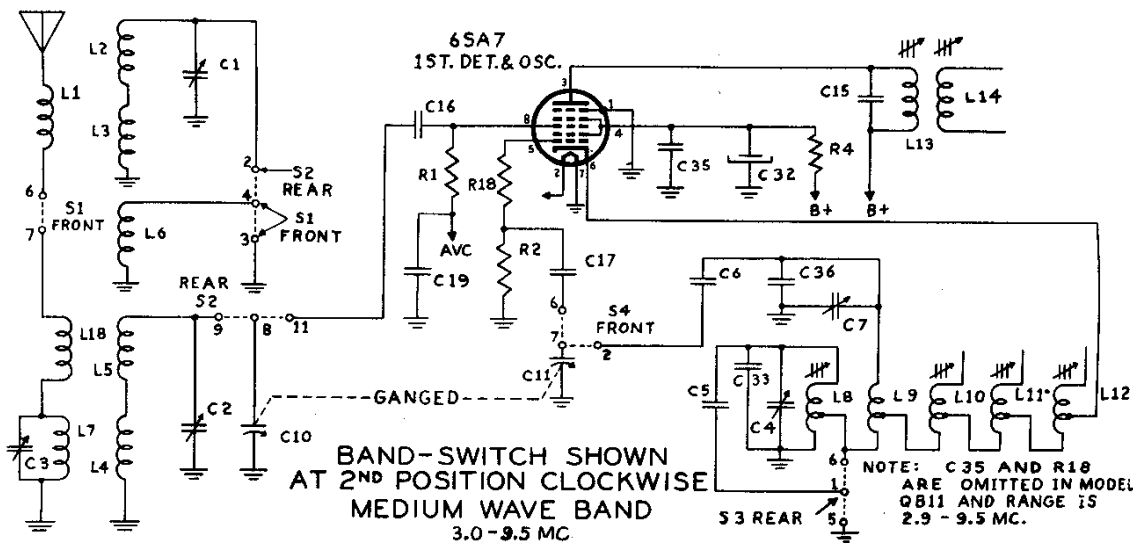 6SA7
1ST. DET.& OSC.
L2
C1
L1
L3
C16
3
8
1
4
5
2
7
6
C15
L13
L14
R1
R18
C35
C32
R4
B+
B+
2
S2
REAR
4
S1
FRONT
3
6
S1
FRONT
7
L6
AVC
R2
C19
C17
C6
C36
C7
REAR
S2
9
8
11
6
S4
FRONT
7
2
C11
L18
L5
GANGED
C5
C33
C4
L8
L9
L10
L11
L12
C2
C10
L7
C3
L4
BAND-SWITCH SHOWN
AT 2ND POSITION CLOCKWISE
MEDIUM WAVE BAND
3.0-9.5 MC
6
1
5
S3 REAR
NOTE: C35 AND R18
ARE OMITTED IN MODEL
QB11 AND RANGE IS
2.9 - 9.5 MC.